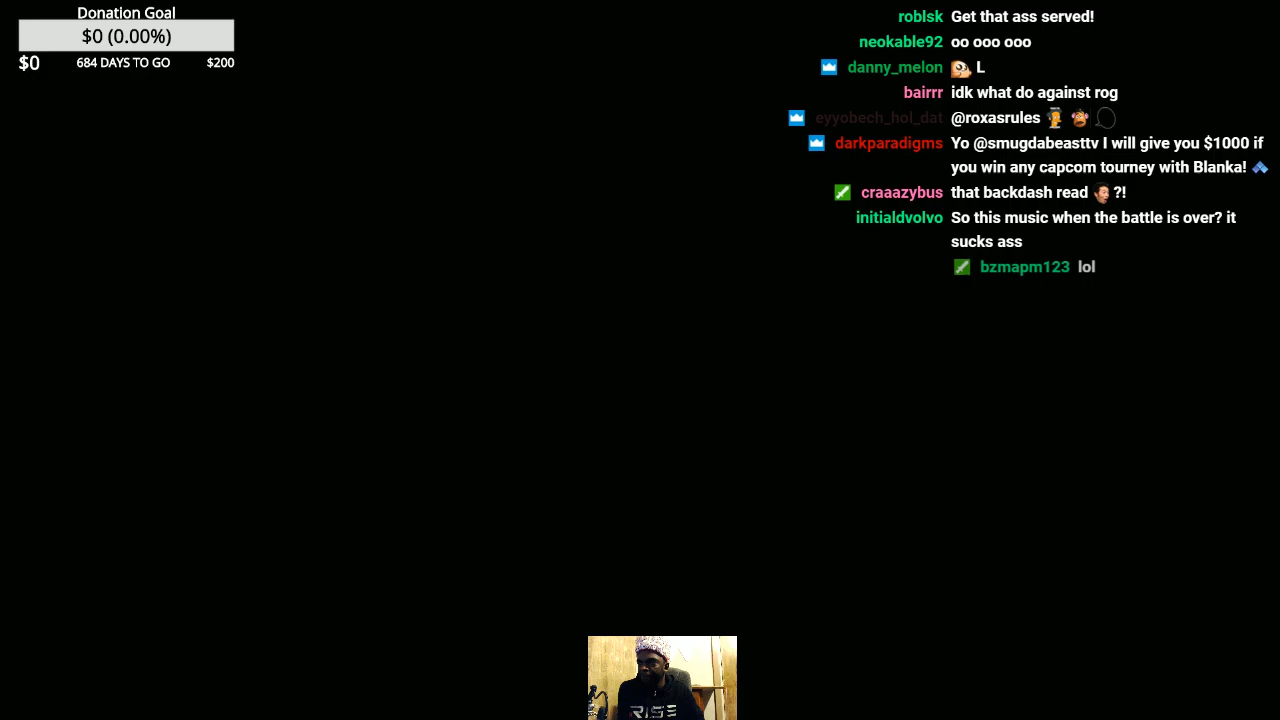 Donation Goal
$0 (0.00%)
$0 684 DAYS TO GO $200
roblsk Get that ass served!
neokable92 oo ooo ooo
danny_melon L
bairrr idk what do against rog
eyyobech_hol_dat @roxasrules
darkparadigms Yo @smugdabeasttv I will give you $1000 if
you win any capcom tourney with Blanka!
craaazybus that backdash read ?!
initialdvolvo So this music when the battle is over? it
sucks ass
bzmapm123 lol
RISE